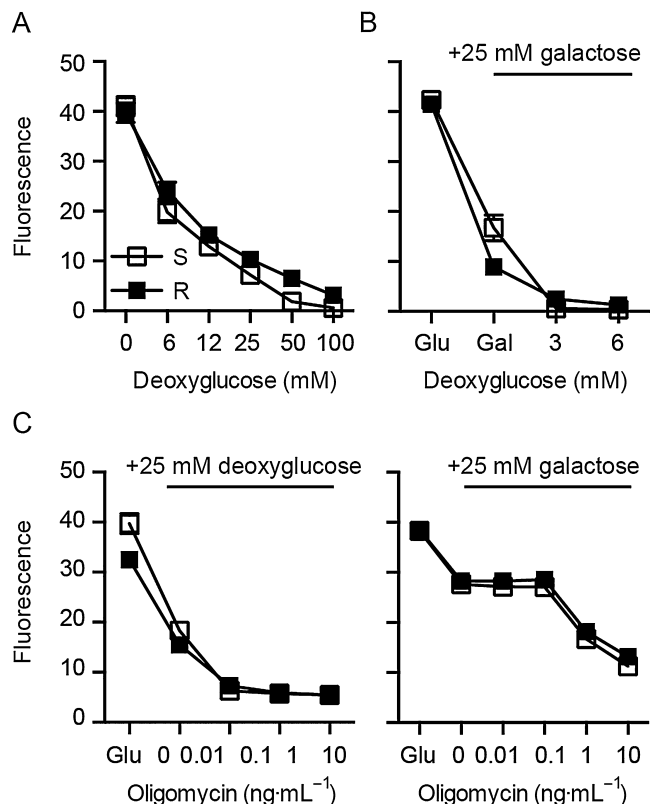 A
B
+25 mM galactose
50
40
30
20
10
0
Fluorescence
S
R
0 6 12 25 50 100
Glu Gal 3 6
Deoxyglucose (mM)
Deoxyglucose (mM)
C
+25 mM deoxyglucose
+25 mM galactose
50
40
30
20
10
0
Fluorescence
Glu 0 0.01 0.1 1 10
Glu 0 0.01 0.1 1 10
Oligomycin (ng·mL⁻¹)
Oligomycin (ng·mL⁻¹)